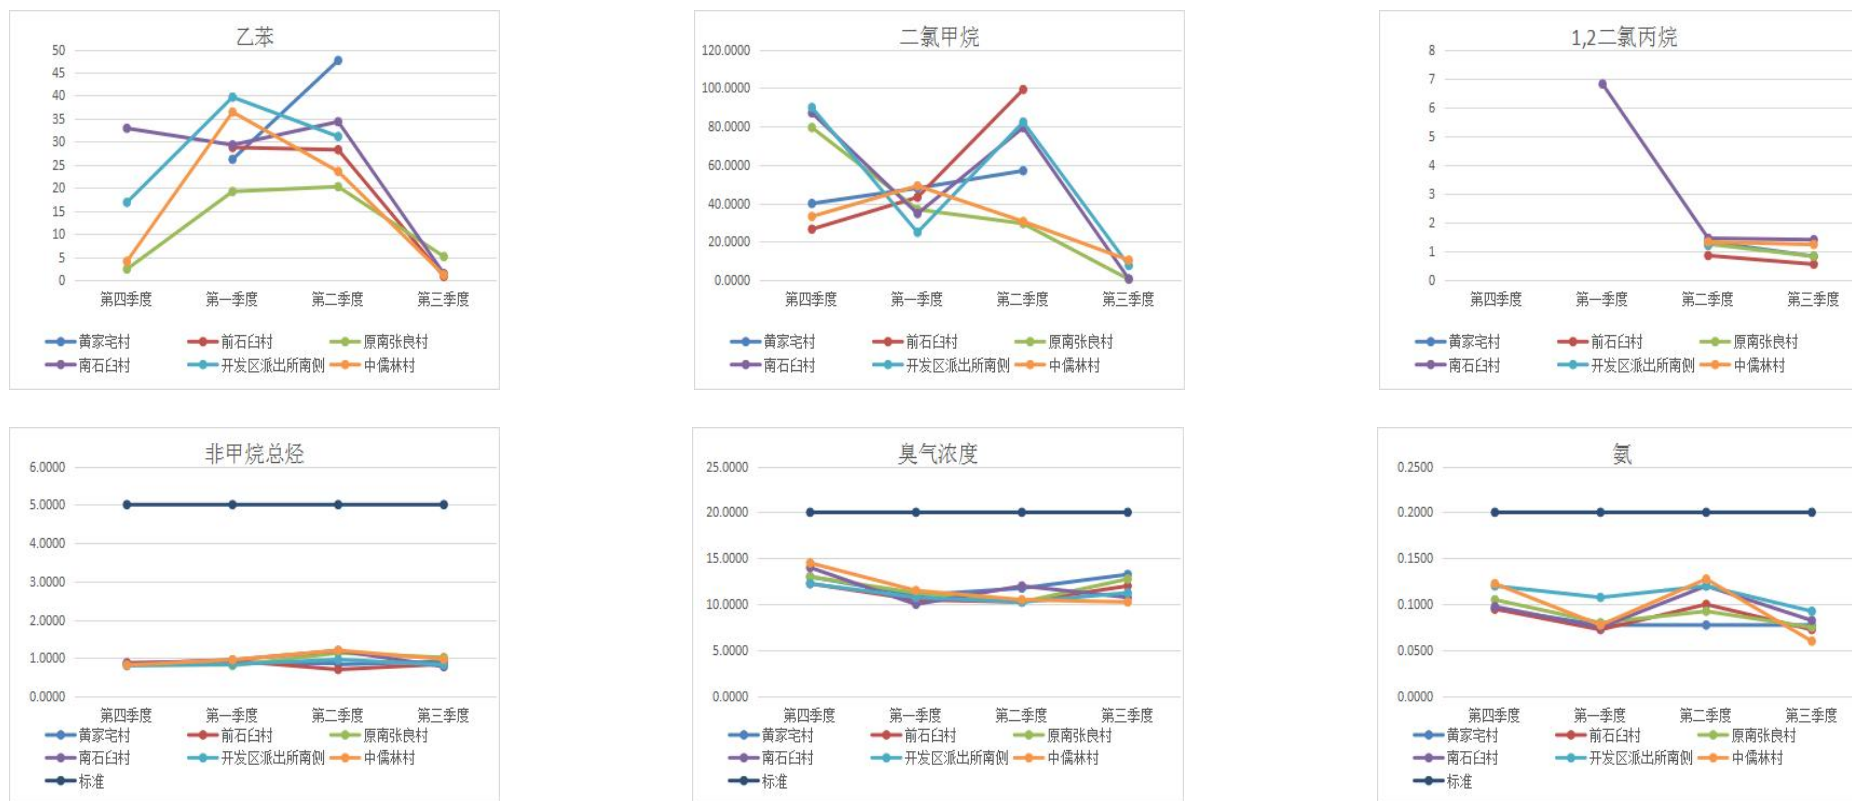 乙苯
50
45
40
35
30
25
20
15
10
5
0
第四季度 第一季度 第二季度 第三季度
黄家宅村 前石臼村 原南张良村
南石臼村 开发区派出所南侧 中儒林村
二氯甲烷
120.0000
100.0000
80.0000
60.0000
40.0000
20.0000
0.0000
第四季度 第一季度 第二季度 第三季度
黄家宅村 前石臼村 原南张良村
南石臼村 开发区派出所南侧 中儒林村
1,2二氯丙烷
8
7
6
5
4
3
2
1
0
第四季度 第一季度 第二季度 第三季度
黄家宅村 前石臼村 原南张良村
南石臼村 开发区派出所南侧 中儒林村
非甲烷总烃
6.0000
5.0000
4.0000
3.0000
2.0000
1.0000
0.0000
第四季度 第一季度 第二季度 第三季度
黄家宅村 前石臼村 原南张良村
南石臼村 开发区派出所南侧 中儒林村
标准
臭气浓度
25.0000
20.0000
15.0000
10.0000
5.0000
0.0000
第四季度 第一季度 第二季度 第三季度
黄家宅村 前石臼村 原南张良村
南石臼村 开发区派出所南侧 中儒林村
标准
氨
0.2500
0.2000
0.1500
0.1000
0.0500
0.0000
第四季度 第一季度 第二季度 第三季度
黄家宅村 前石臼村 原南张良村
南石臼村 开发区派出所南侧 中儒林村
标准